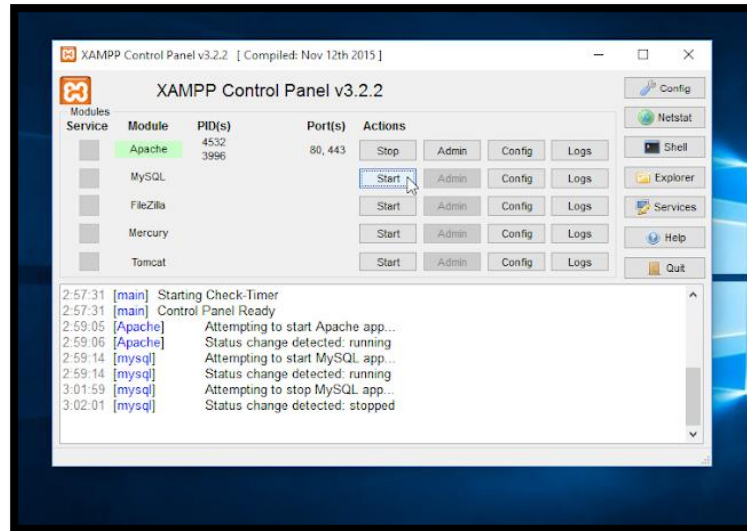 XAMPP Control Panel v3.2.2 [ Compiled: Nov 12th 2015 ]
XAMPP Control Panel v3.2.2
Config
Modules
Service Module PID(s) Port(s) Actions
Netstat
Apache 4532 3996 80, 443 Stop Admin Config Logs
Shell
MySQL Start Admin Config Logs
Explorer
FileZilla Start Admin Config Logs
Services
Mercury Start Admin Config Logs
Help
Tomcat Start Admin Config Logs
Quit
2:57:31 [main] Starting Check-Timer
2:57:31 [main] Control Panel Ready
2:59:05 [Apache] Attempting to start Apache app...
2:59:06 [Apache] Status change detected: running
2:59:14 [mysql] Attempting to start MySQL app...
2:59:14 [mysql] Status change detected: running
3:01:59 [mysql] Attempting to stop MySQL app...
3:02:01 [mysql] Status change detected: stopped